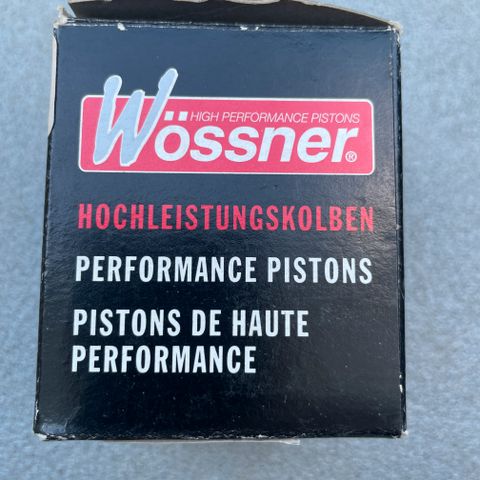 HIGH PERFORMANCE PISTONS
Wössner®
HOCHLEISTUNGSKOLBEN
PERFORMANCE PISTONS
PISTONS DE HAUTE
PERFORMANCE